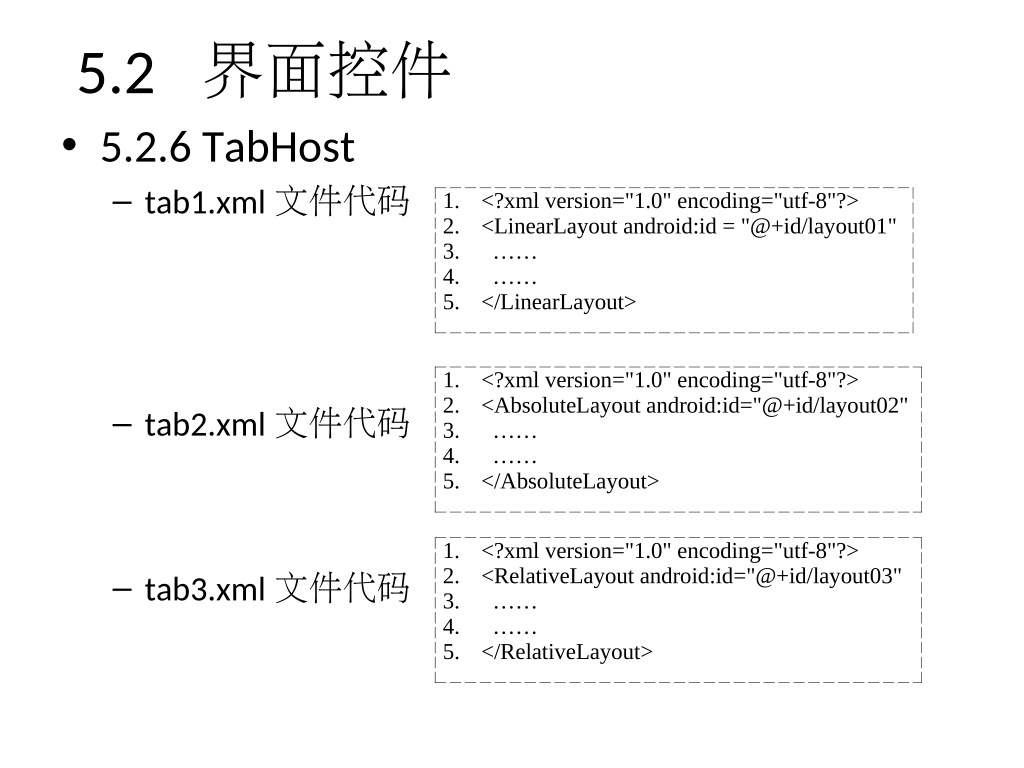 5.2 界面控件
• 5.2.6 TabHost
– tab1.xml 文件代码
1. <?xml version="1.0" encoding="utf-8"?>
2. <LinearLayout android:id = "@+id/layout01"
3. ……
4. ……
5. </LinearLayout>
– tab2.xml 文件代码
1. <?xml version="1.0" encoding="utf-8"?>
2. <AbsoluteLayout android:id="@+id/layout02"
3. ……
4. ……
5. </AbsoluteLayout>
– tab3.xml 文件代码
1. <?xml version="1.0" encoding="utf-8"?>
2. <RelativeLayout android:id="@+id/layout03"
3. ……
4. ……
5. </RelativeLayout>